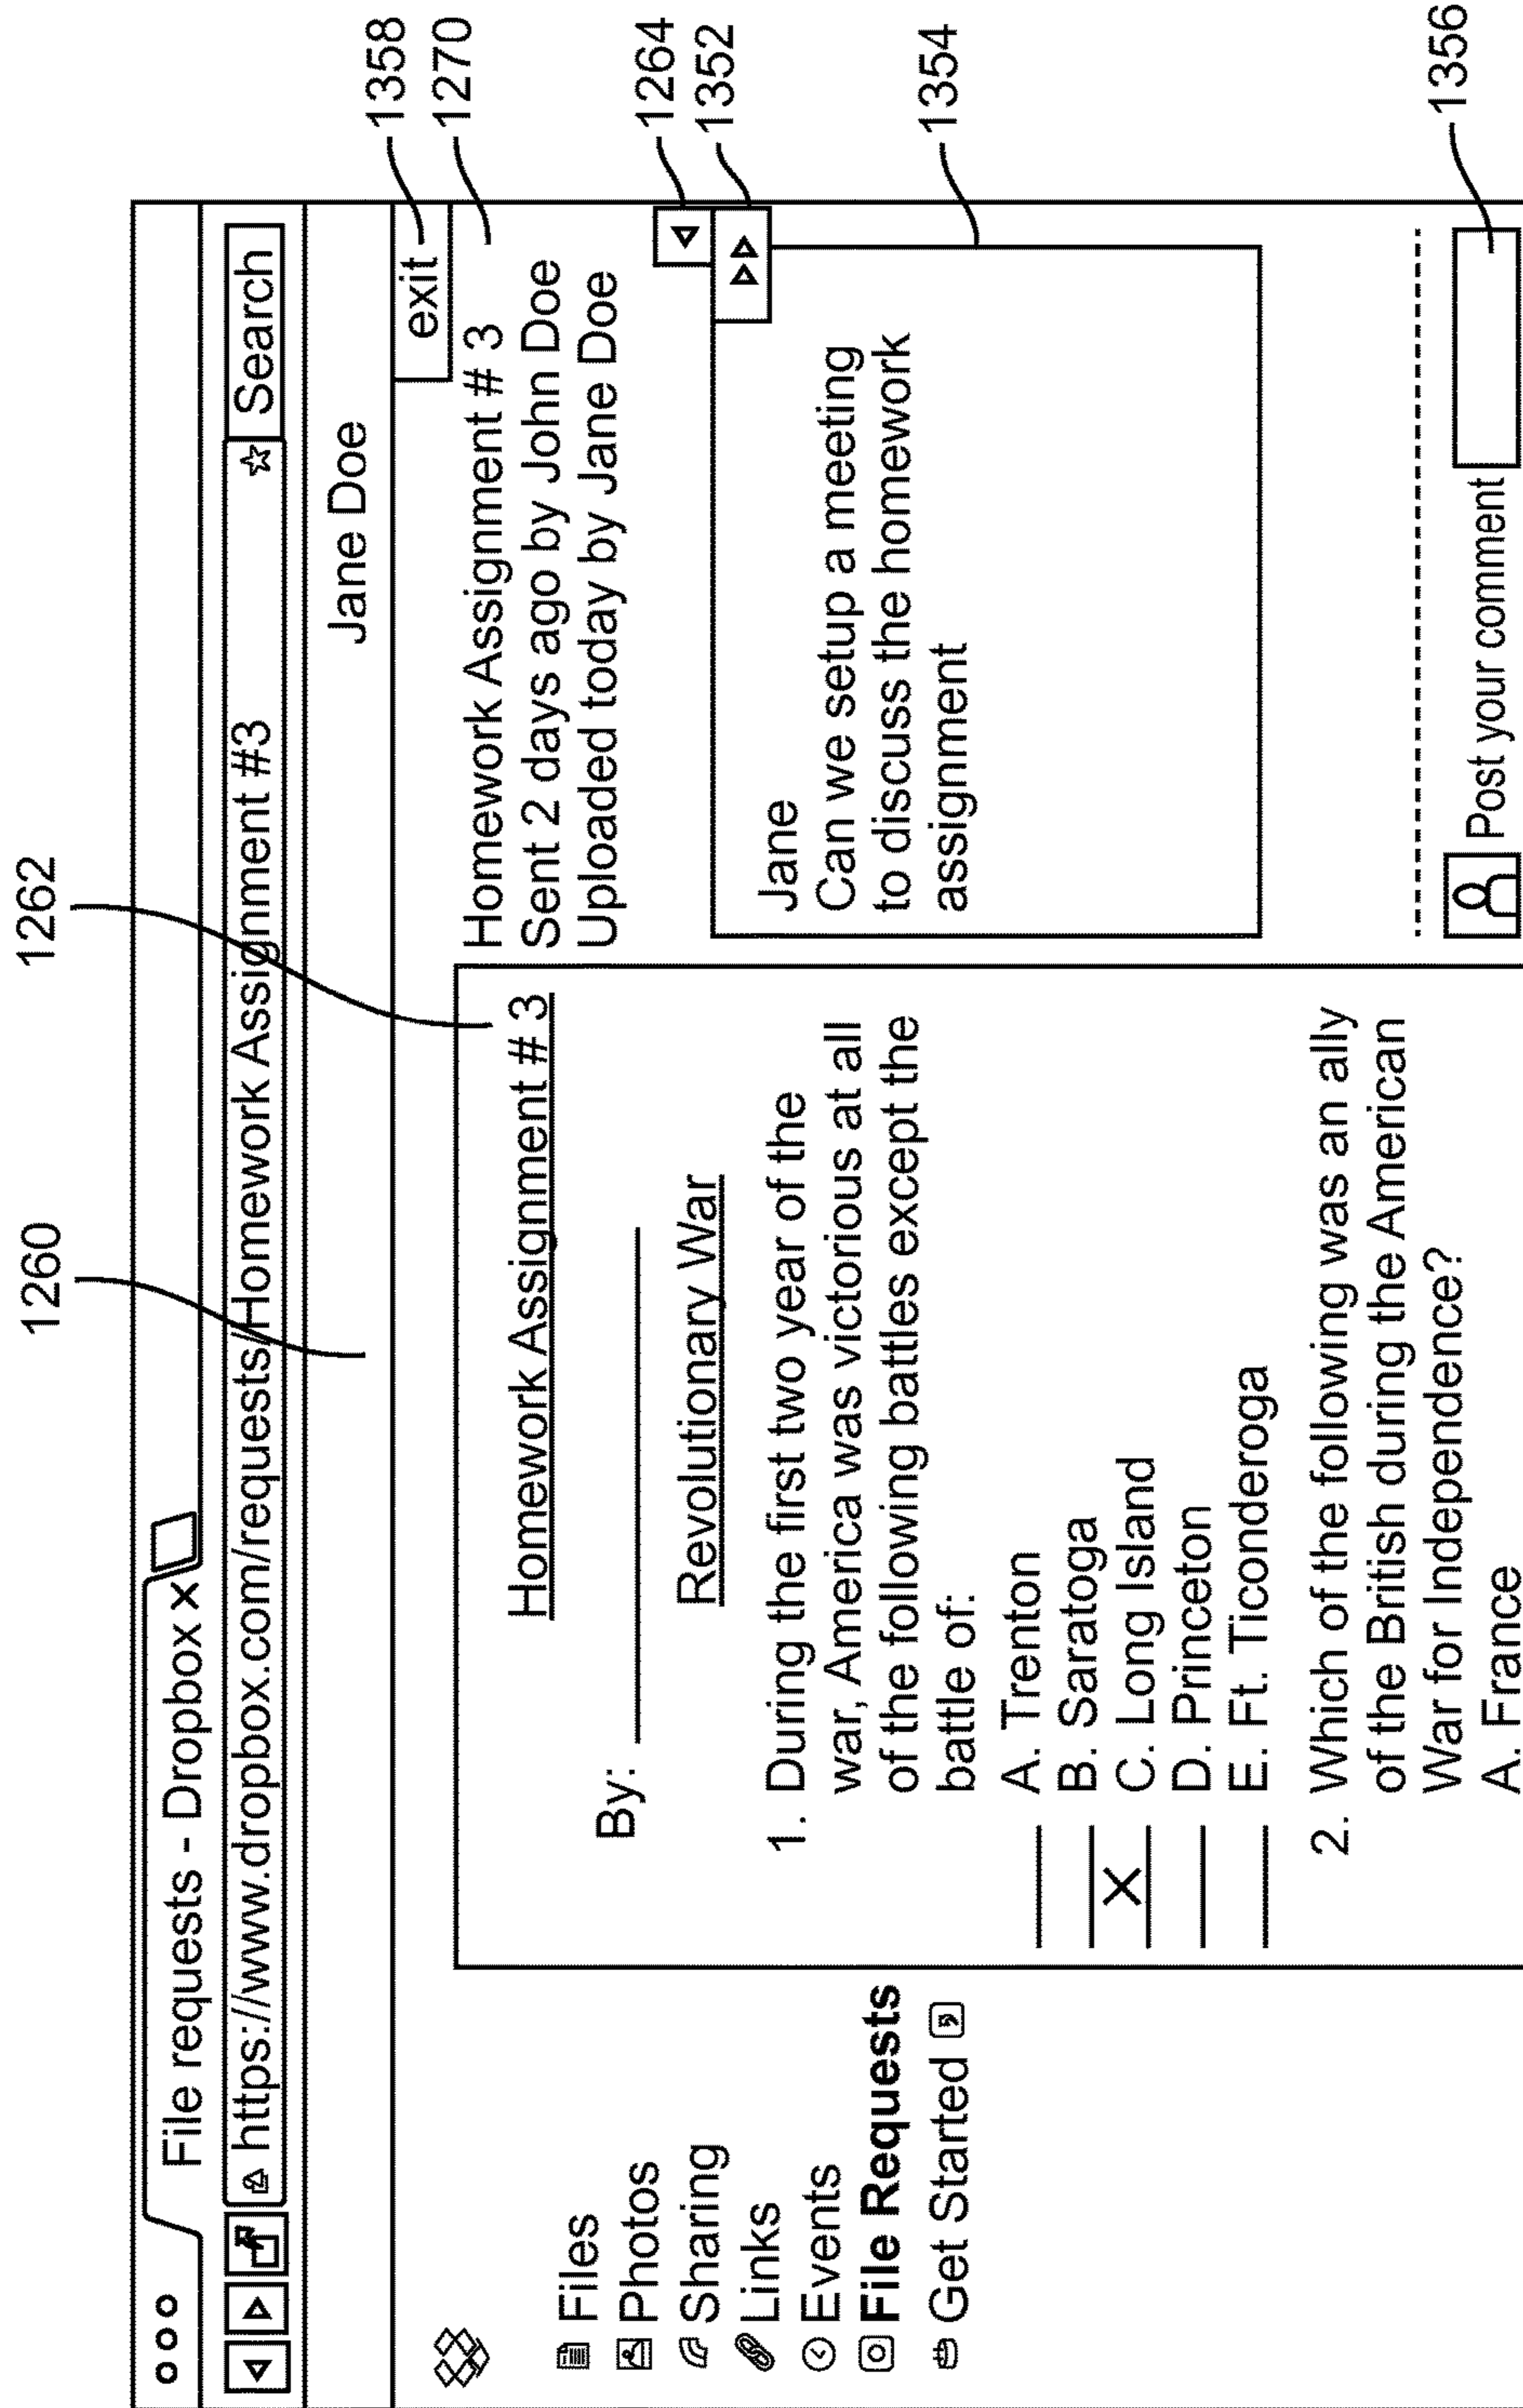 1260
1262
File requests - Dropbox X
https://www.dropbox.com/requests/Homework Assignment #3
Search
Jane Doe
exit
1358
1270
Files
Photos
Sharing
Links
Events
File Requests
Get Started
Homework Assignment # 3
By:
Revolutionary War
1. During the first two year of the
war, America was victorious at all
of the following battles except the
battle of:
A. Trenton
B. Saratoga
X C. Long Island
D. Princeton
E. Ft. Ticonderoga
2. Which of the following was an ally
of the British during the American
War for Independence?
A. France
Homework Assignment # 3
Sent 2 days ago by John Doe
Uploaded today by Jane Doe
1264
1352
Jane
Can we setup a meeting
to discuss the homework
assignment
1354
Post your comment
1356